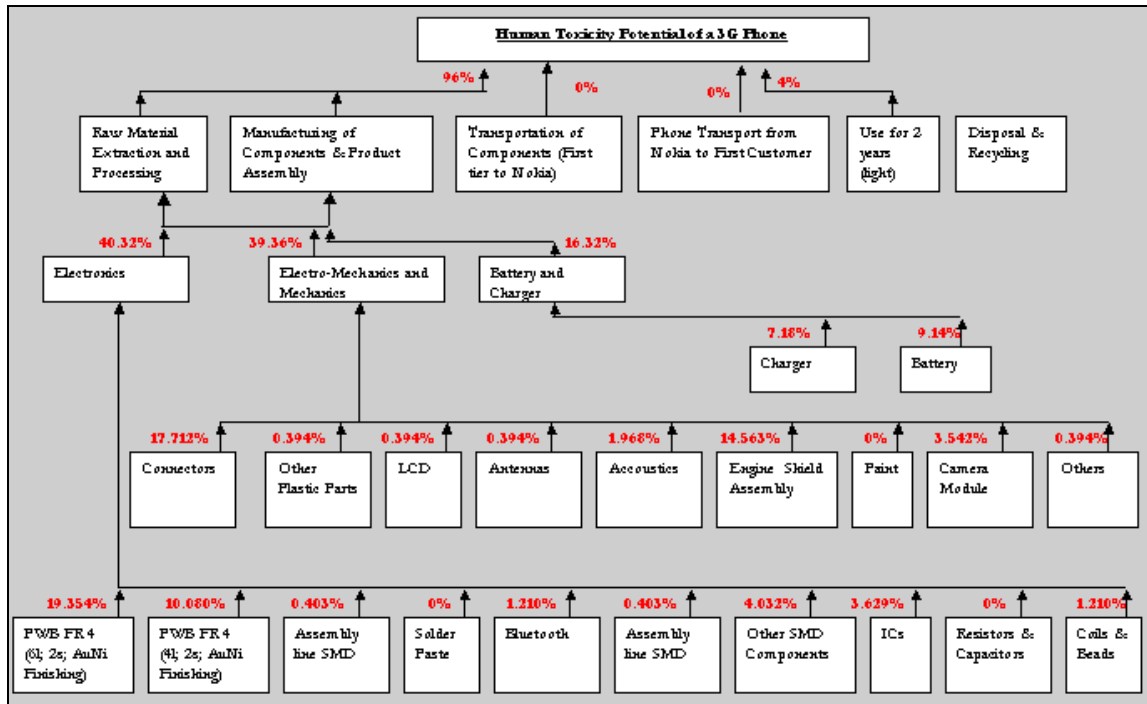 Human Toxicity Potential of a 3G Phone
96%
0%
0%
4%
Raw Material
Extraction and
Processing
Manufacturing of
Components & Product
Assembly
Transportation of
Components (First
tier to Nokia)
Phone Transport from
Nokia to First Customer
Use for 2
years
(light)
Disposal &
Recycling
40.32%
39.36%
16.32%
Electronics
Electro-Mechanics and
Mechanics
Battery and
Charger
7.18%
9.14%
Charger
Battery
17.712%
0.394%
0.394%
0.394%
1.968%
14.563%
0%
3.542%
0.394%
Connectors
Other
Plastic Parts
LCD
Antennas
Accoustics
Engine Shield
Assembly
Paint
Camera
Module
Others
19.354%
10.080%
0.403%
0%
1.210%
0.403%
4.032%
3.629%
0%
1.210%
PWB FR4
(6l; 2s; AuNi
Finishing)
PWB FR4
(4l; 2s; AuNi
Finishing)
Assembly
line SMD
Solder
Paste
Bluetooth
Assembly
line SMD
Other SMD
Components
ICs
Resistors &
Capacitors
Coils &
Beads